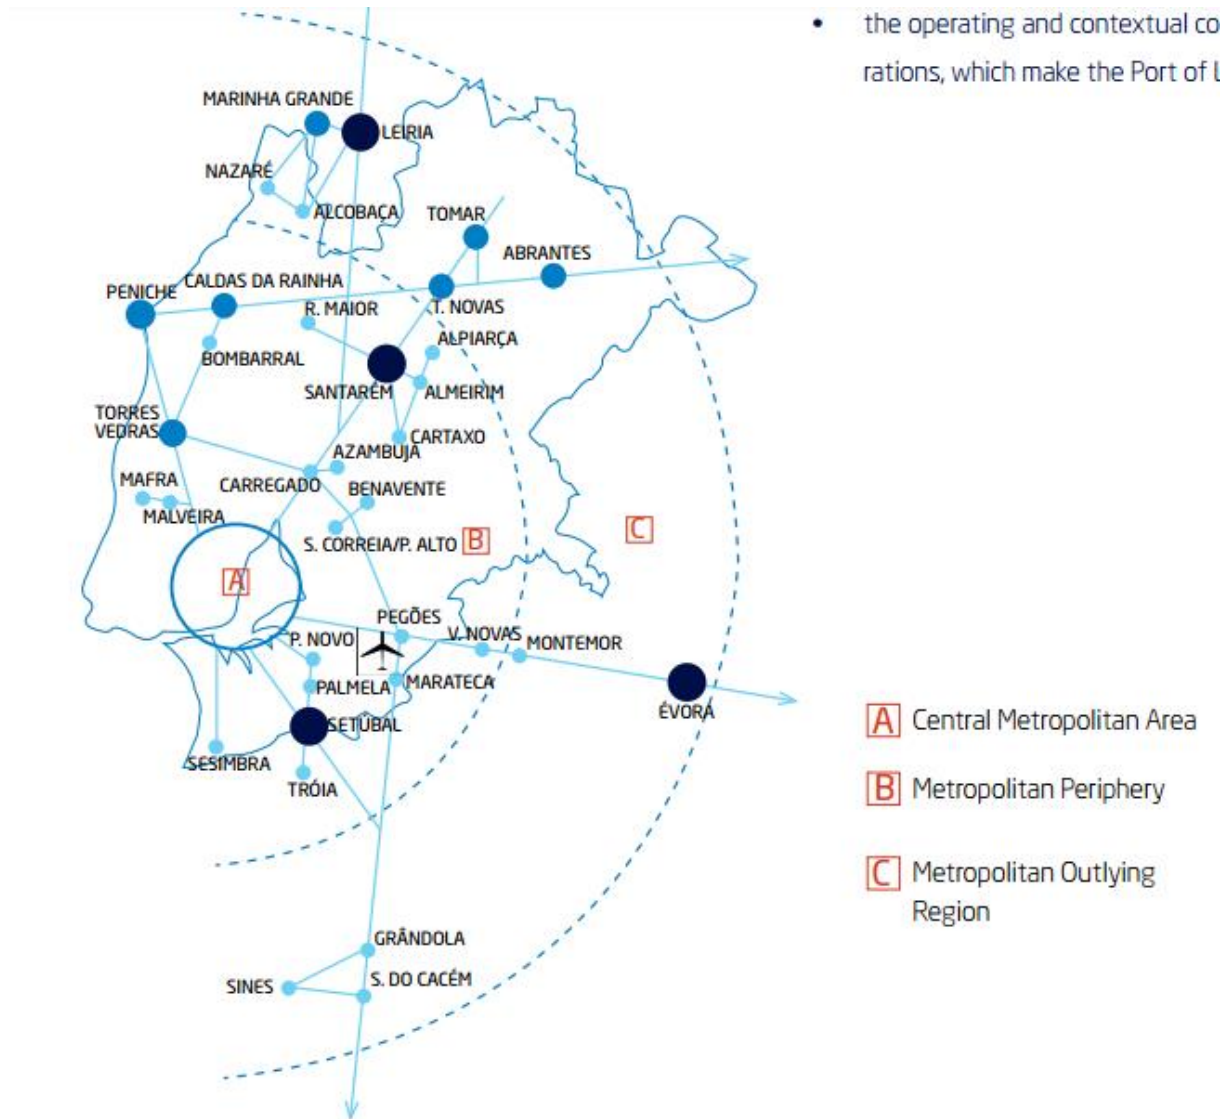 • the operating and contextual co
rations, which make the Port of L
MARINHA GRANDE
LEIRIA
NAZARÉ
ALCOBAÇA
TOMAR
ABRANTES
CALDAS DA RAINHA
PENICHE
R. MAIOR
T. NOVAS
ALPIARÇA
BOMBARRAL
SANTARÉM
ALMEIRIM
TORRES
VEDRAS
CARTAXO
AZAMBUJA
MAFRA
CARREGADO
BENAVENTE
MALVEIRA
S. CORREIA/P. ALTO
B
C
A
PEGÕES
P. NOVO
V. NOVAS
MONTEMOR
PALMELA
MARATECA
ÉVORA
SETÚBAL
SESIMBRA
TRÓIA
A Central Metropolitan Area
B Metropolitan Periphery
C Metropolitan Outlying
Region
GRÂNDOLA
SINES
S. DO CACÉM